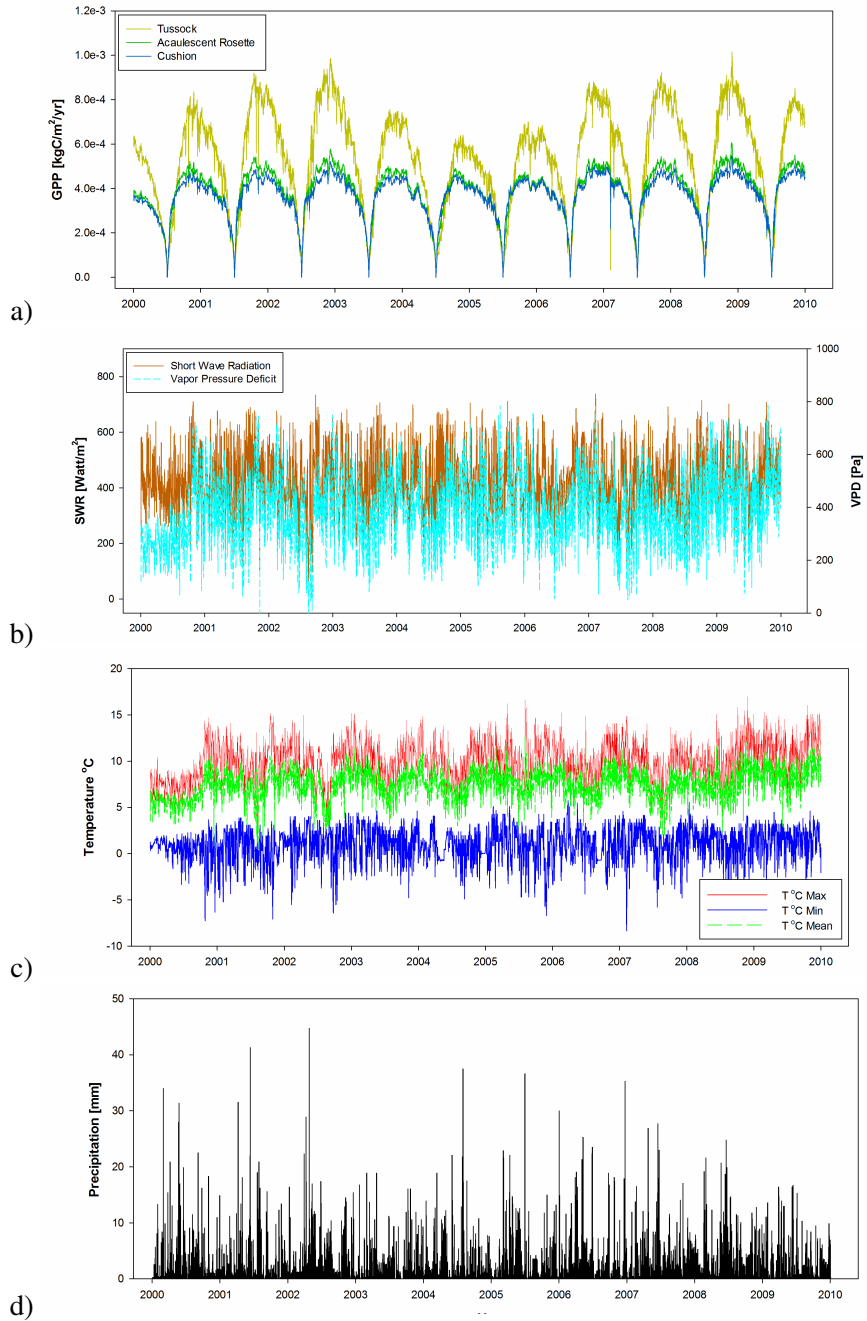 1.2e-3
1.0e-3
8.0e-4
6.0e-4
4.0e-4
2.0e-4
0.0
GPP [kgC/m²/yr]
Tussock
Acaulescent Rosette
Cushion
2000 2001 2002 2003 2004 2005 2006 2007 2008 2009 2010
a)
800
600
400
200
0
SWR [Watt/m²]
Short Wave Radiation
Vapor Pressure Deficit
1000
800
600
400
200
0
VPD [Pa]
2000 2001 2002 2003 2004 2005 2006 2007 2008 2009 2010
b)
20
15
10
5
0
-5
-10
Temperature °C
T °C Max
T °C Min
T °C Mean
2000 2001 2002 2003 2004 2005 2006 2007 2008 2009 2010
c)
50
40
30
20
10
0
Precipitation [mm]
2000 2001 2002 2003 2004 2005 2006 2007 2008 2009 2010
d)